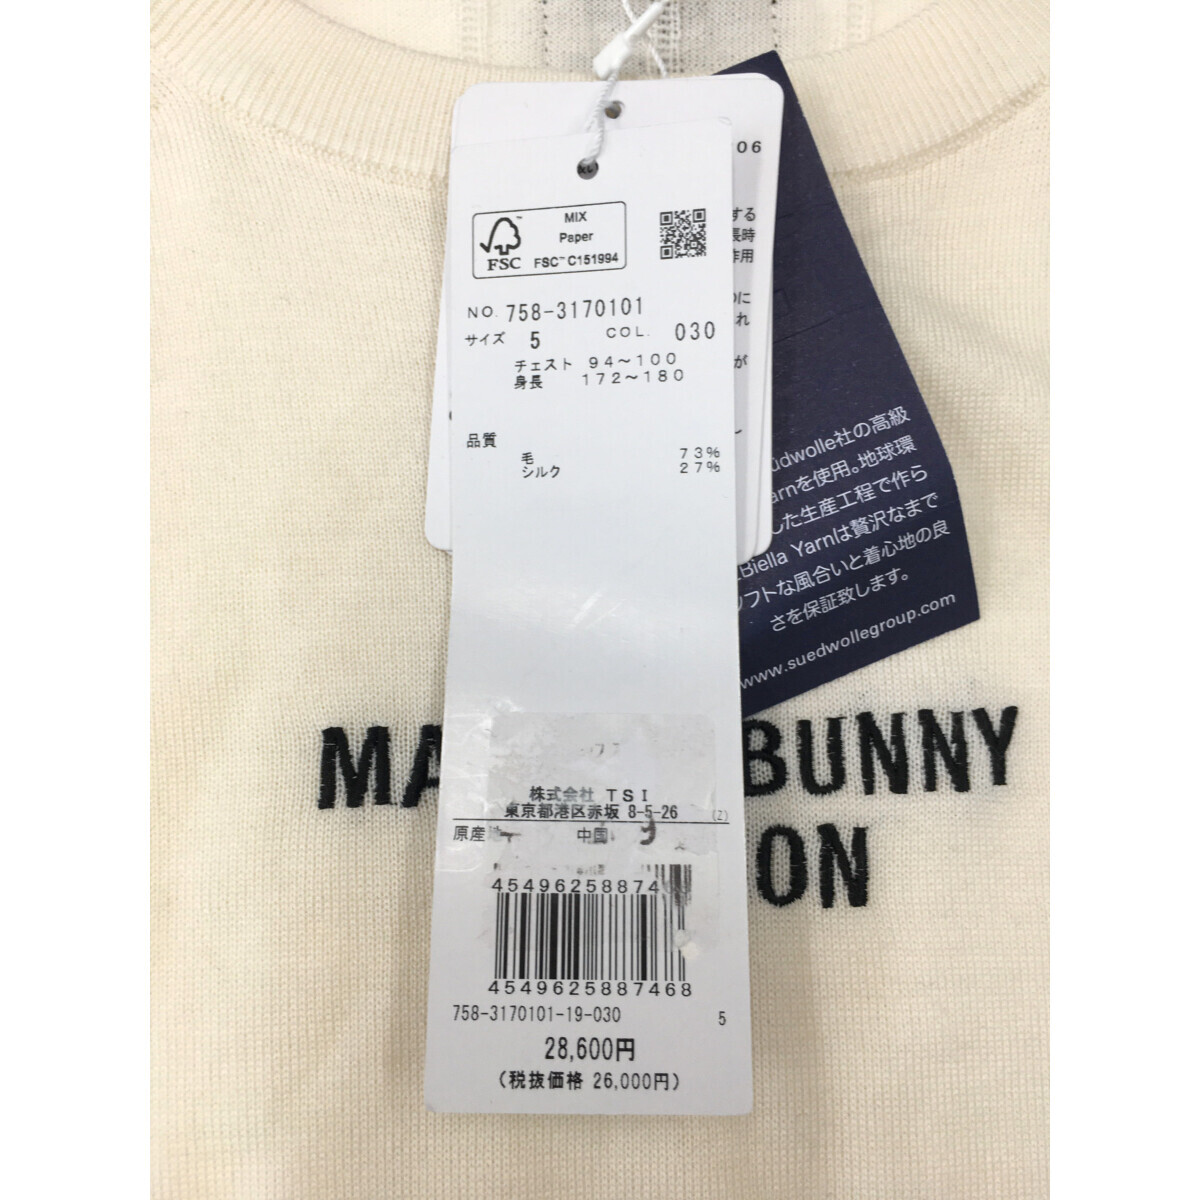 MIX
Paper
FSC™ C151994
FSC
NO. 758-3170101
サイズ 5 COL. 030
チェスト 94〜100
身長 172〜180
品質
毛 73%
シルク 27%
株式会社 TSI
東京都港区赤坂 8-5-26 (Z)
原産 中国
45496258874
4549625887468
758-3170101-19-030 5
28,600円
(税抜価格 26,000円)
06
する
長時
作用
に
れ
が
üdwolle社の高級
arnを使用。地球環
した生産工程で作ら
Biella Yarnは贅沢なまで
ソフトな風合いと着心地の良
さを保証致します。
www.suedwollegroup.com
MA BUNNY
ON